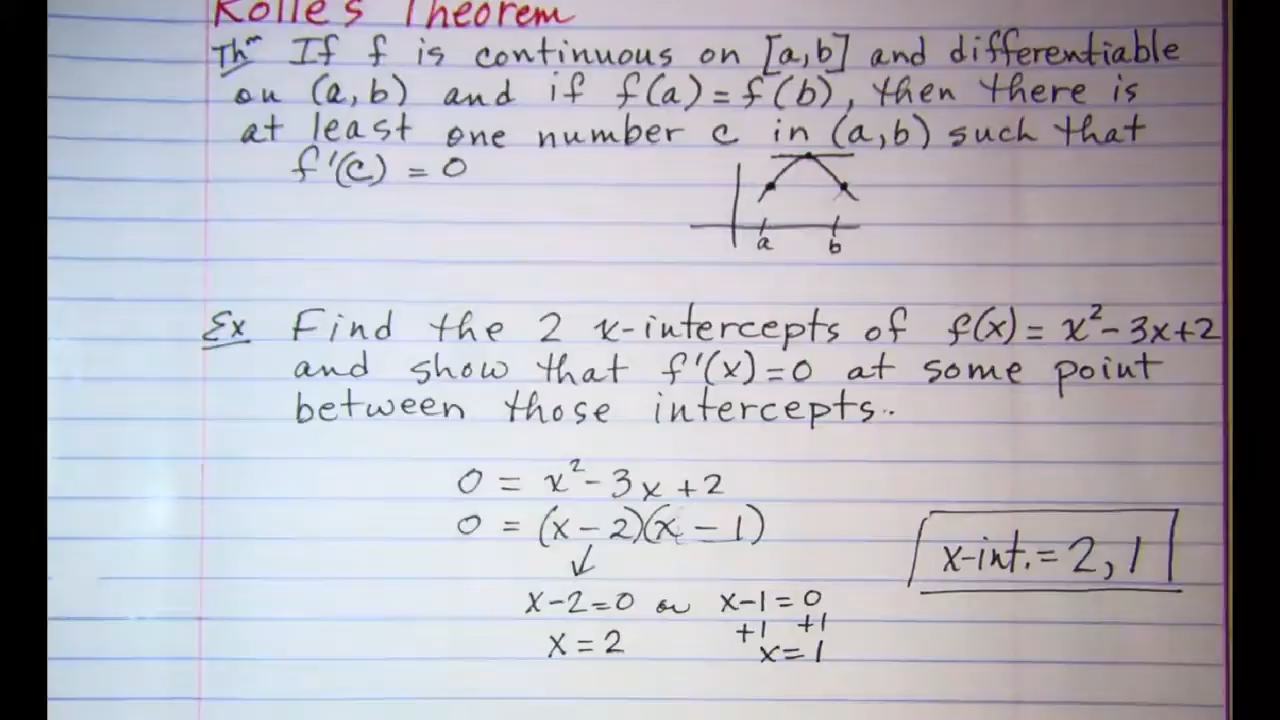 Rolle's Theorem
Thm If f is continuous on [a,b] and differentiable
on (a,b) and if f(a) = f(b), then there is
at least one number c in (a,b) such that
f'(c) = 0
a b
Ex Find the 2 x-intercepts of f(x) = x²- 3x+2
and show that f'(x)=0 at some point
between those intercepts..
0 = x²- 3x +2
0 = (x - 2)(x - 1)
x-int. = 2, 1
x-2=0 or x-1=0
+1 +1
x = 2 x=1